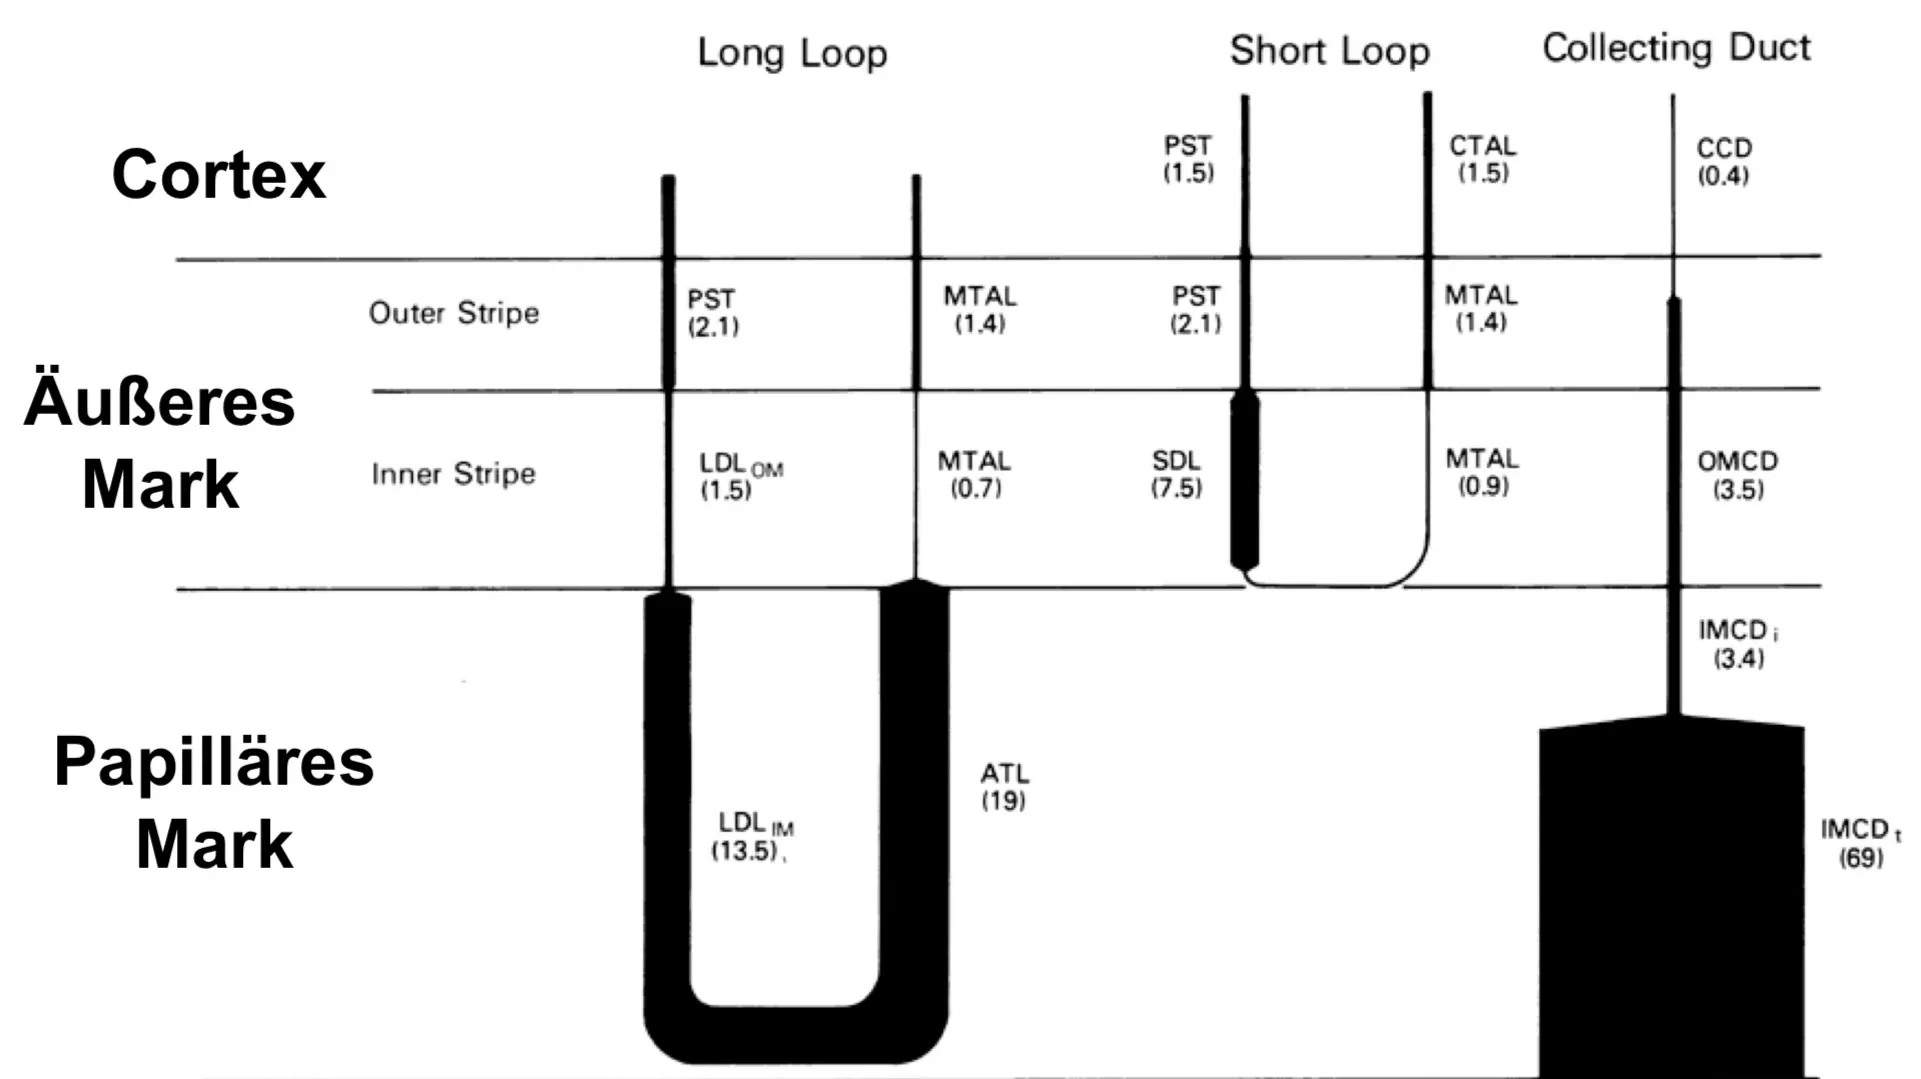 Long Loop
Short Loop
Collecting Duct
Cortex
PST
(1.5)
CTAL
(1.5)
CCD
(0.4)
Outer Stripe
PST
(2.1)
MTAL
(1.4)
PST
(2.1)
MTAL
(1.4)
Äußeres
Mark
Inner Stripe
LDL OM
(1.5)
MTAL
(0.7)
SDL
(7.5)
MTAL
(0.9)
OMCD
(3.5)
IMCD i
(3.4)
Papilläres
Mark
LDL IM
(13.5)
ATL
(19)
IMCD t
(69)